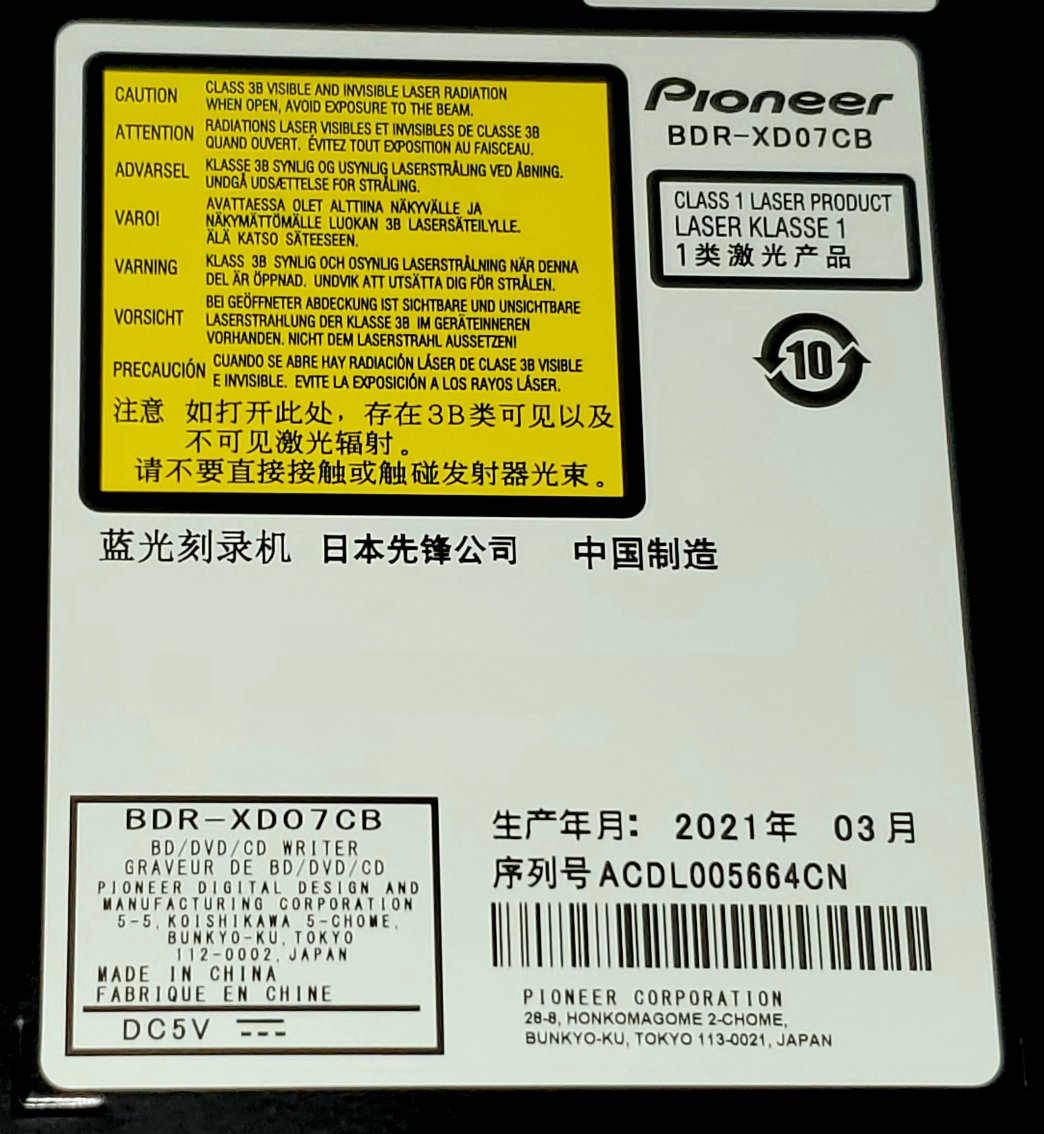 CAUTION CLASS 3B VISIBLE AND INVISIBLE LASER RADIATION
WHEN OPEN, AVOID EXPOSURE TO THE BEAM.
ATTENTION RADIATIONS LASER VISIBLES ET INVISIBLES DE CLASSE 3B
QUAND OUVERT. ÉVITEZ TOUT EXPOSITION AU FAISCEAU.
ADVARSEL KLASSE 3B SYNLIG OG USYNLIG LASERSTRÅLING VED ÅBNING.
UNDGÅ UDSÆTTELSE FOR STRÅLING.
VARO! AVATTAESSA OLET ALTTIINA NÄKYVÄLLE JA
NÄKYMÄTTÖMÄLLE LUOKAN 3B LASERSÄTEILYLLE.
ÄLÄ KATSO SÄTEESEEN.
VARNING KLASS 3B SYNLIG OCH OSYNLIG LASERSTRÅLNING NÄR DENNA
DEL ÄR ÖPPNAD. UNDVIK ATT UTSÄTTA DIG FÖR STRÅLEN.
VORSICHT BEI GEÖFFNETER ABDECKUNG IST SICHTBARE UND UNSICHTBARE
LASERSTRAHLUNG DER KLASSE 3B IM GERÄTEINNEREN
VORHANDEN. NICHT DEM LASERSTRAHL AUSSETZEN!
PRECAUCIÓN CUANDO SE ABRE HAY RADIACIÓN LÁSER DE CLASE 3B VISIBLE
E INVISIBLE. EVITE LA EXPOSICIÓN A LOS RAYOS LÁSER.
注意 如打开此处，存在3B类可见以及
不可见激光辐射。
请不要直接接触或触碰发射器光束。
Pioneer
BDR-XD07CB
CLASS 1 LASER PRODUCT
LASER KLASSE 1
1类激光产品
10
蓝光刻录机 日本先锋公司 中国制造
BDR-XD07CB
BD/DVD/CD WRITER
GRAVEUR DE BD/DVD/CD
PIONEER DIGITAL DESIGN AND
MANUFACTURING CORPORATION
5-5, KOISHIKAWA 5-CHOME,
BUNKYO-KU, TOKYO
112-0002, JAPAN
MADE IN CHINA
FABRIQUE EN CHINE
DC5V
生产年月: 2021年 03月
序列号 ACDL005664CN
PIONEER CORPORATION
28-8, HONKOMAGOME 2-CHOME,
BUNKYO-KU, TOKYO 113-0021, JAPAN